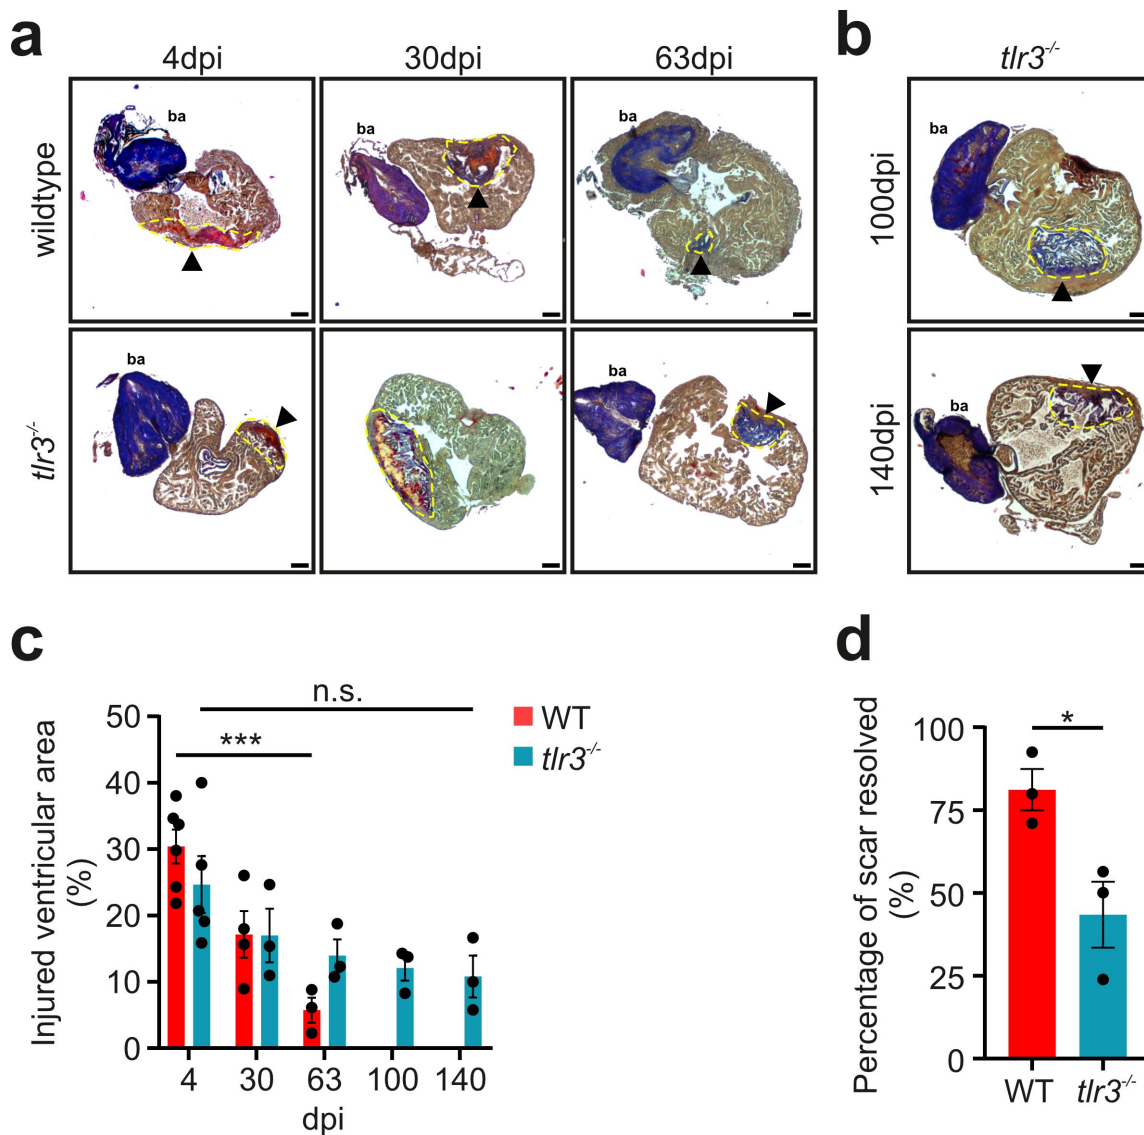 a
4dpi
30dpi
63dpi
wildtype
ba
ba
ba
tlr3-/-
ba
ba
b
tlr3-/-
100dpi
ba
140dpi
ba
c
Injured ventricular area
(%)
50
40
30
20
10
0
n.s.
***
4
30
63
100
140
dpi
WT
tlr3-/-
d
Percentage of scar resolved
(%)
100
75
50
25
0
*
WT
tlr3-/-